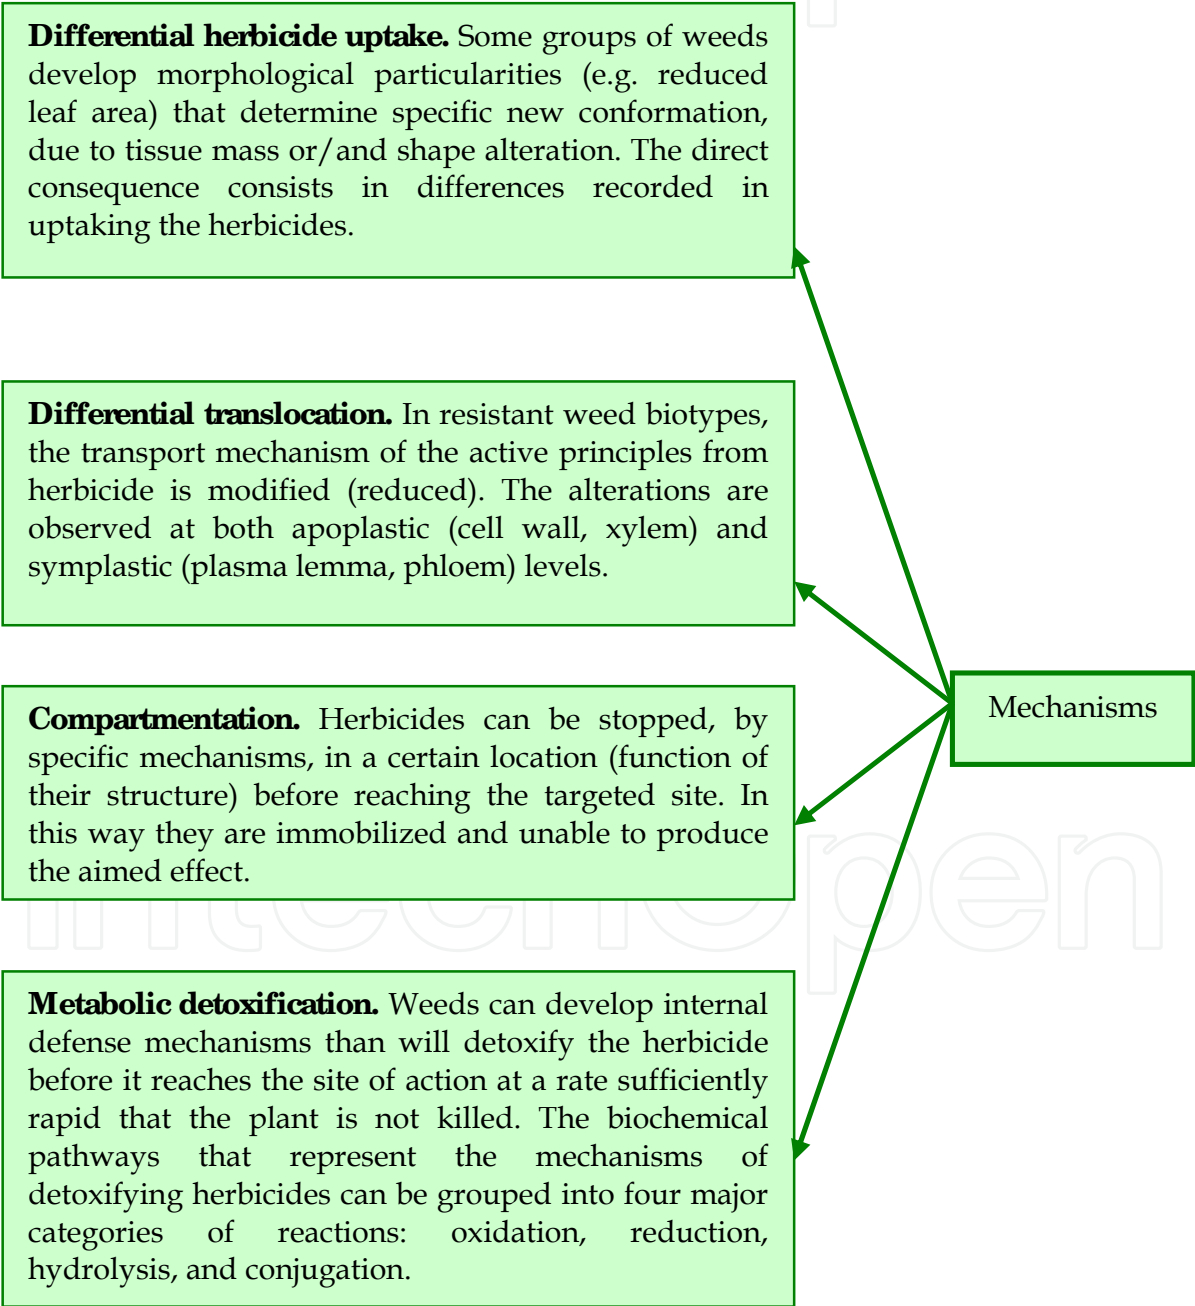 Differential herbicide uptake. Some groups of weeds
develop morphological particularities (e.g. reduced
leaf area) that determine specific new conformation,
due to tissue mass or/and shape alteration. The direct
consequence consists in differences recorded in
uptaking the herbicides.
Differential translocation. In resistant weed biotypes,
the transport mechanism of the active principles from
herbicide is modified (reduced). The alterations are
observed at both apoplastic (cell wall, xylem) and
symplastic (plasma lemma, phloem) levels.
Mechanisms
Compartmentation. Herbicides can be stopped, by
specific mechanisms, in a certain location (function of
their structure) before reaching the targeted site. In
this way they are immobilized and unable to produce
the aimed effect.
intechopen
Metabolic detoxification. Weeds can develop internal
defense mechanisms than will detoxify the herbicide
before it reaches the site of action at a rate sufficiently
rapid that the plant is not killed. The biochemical
pathways that represent the mechanisms of
detoxifying herbicides can be grouped into four major
categories of reactions: oxidation, reduction,
hydrolysis, and conjugation.